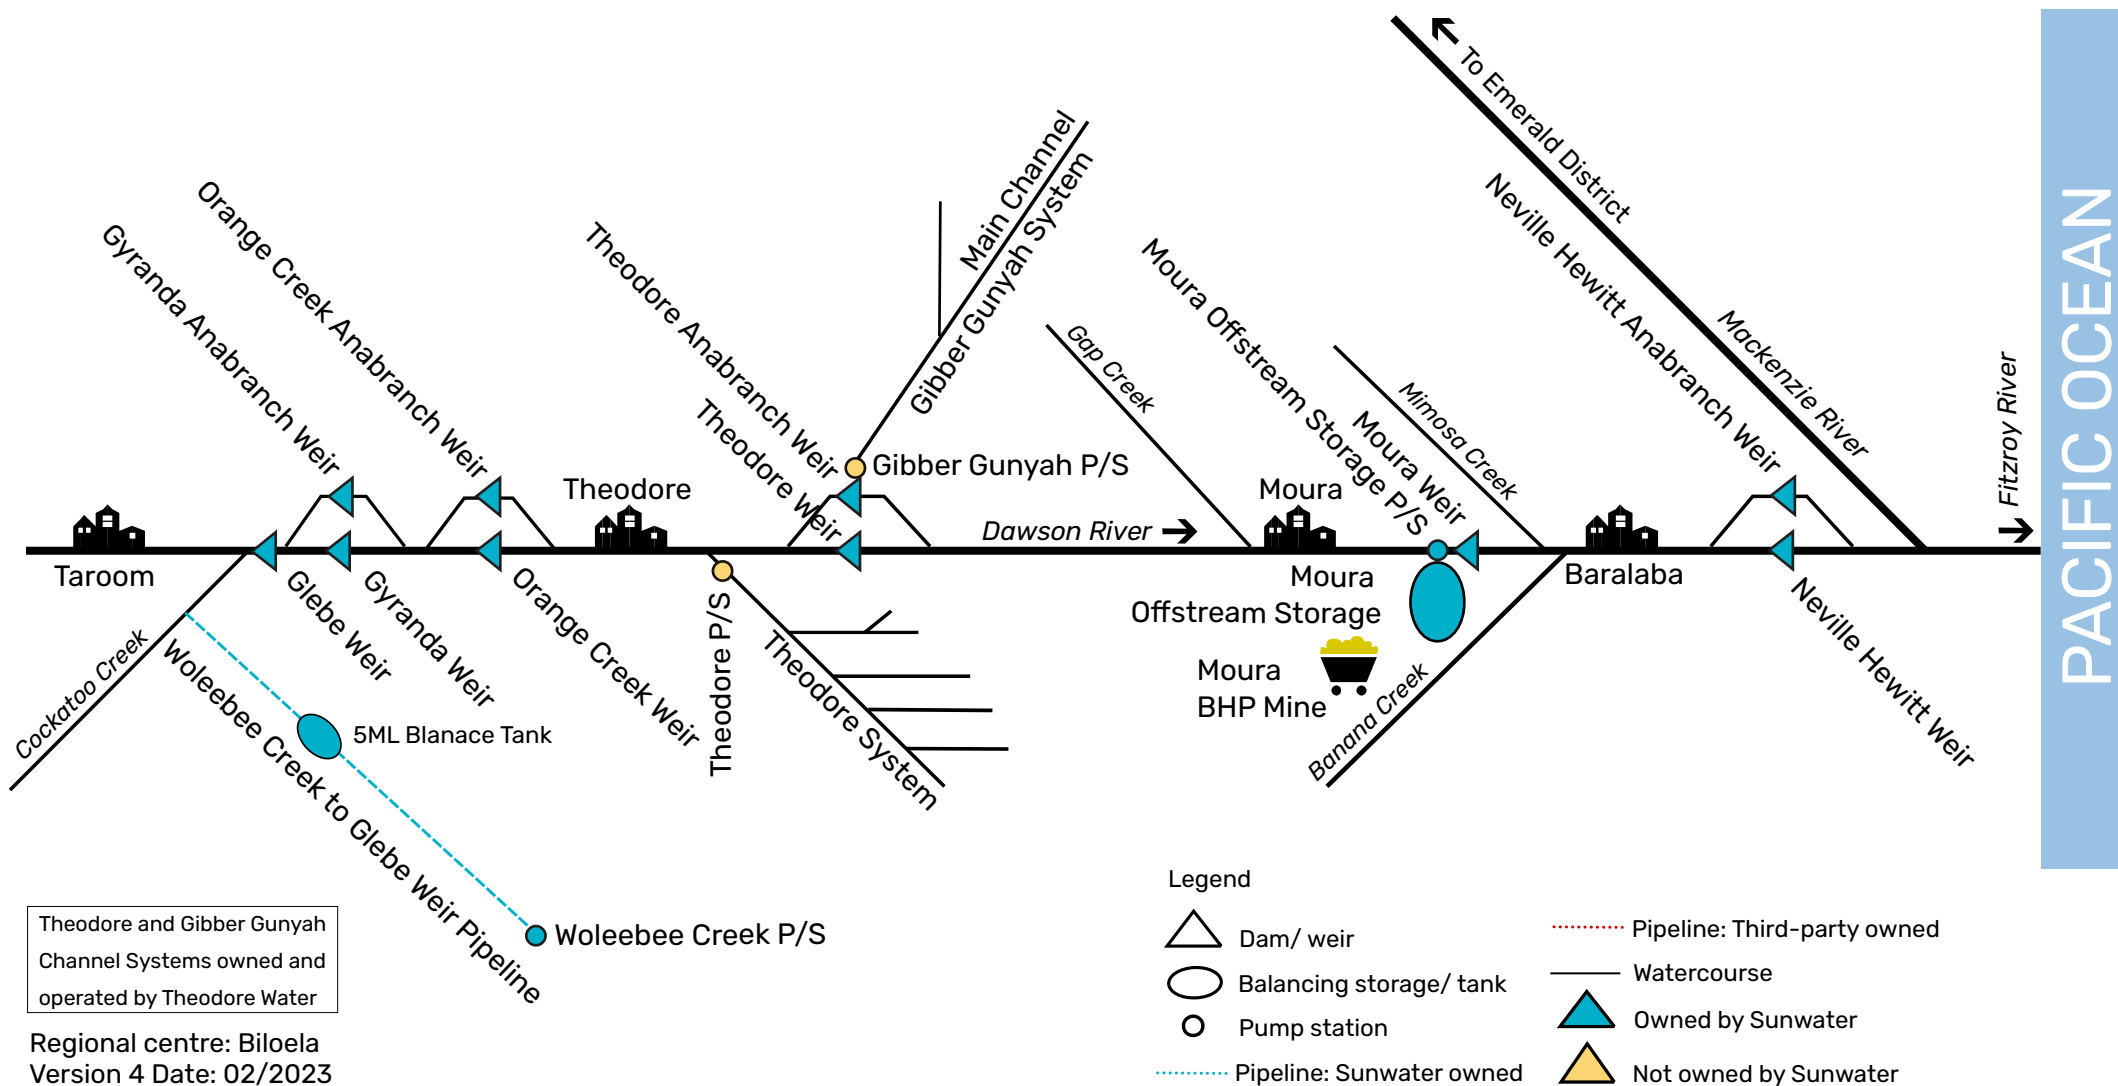 To Emerald District
Orange Creek Anabranch Weir
Gyranda Anabranch Weir
Theodore Anabranch Weir
Theodore Weir
Main Channel
Gibber Gunyah System
Gibber Gunyah P/S
Gap Creek
Moura Offstream Storage P/S
Moura Weir
Mimosa Creek
Neville Hewitt Anabranch Weir
Mackenzie River
Fitzroy River
PACIFIC OCEAN
Theodore
Moura
Dawson River
Taroom
Baralaba
Glebe Weir
Gyranda Weir
Orange Creek Weir
Theodore P/S
Theodore System
Moura
Offstream Storage
Moura
BHP Mine
Banana Creek
Neville Hewitt Weir
Cockatoo Creek
Woleebee Creek to Glebe Weir Pipeline
5ML Blanace Tank
Woleebee Creek P/S
Theodore and Gibber Gunyah
Channel Systems owned and
operated by Theodore Water
Regional centre: Biloela
Version 4 Date: 02/2023
Legend
Dam/ weir
Balancing storage/ tank
Pump station
Pipeline: Sunwater owned
Pipeline: Third-party owned
Watercourse
Owned by Sunwater
Not owned by Sunwater